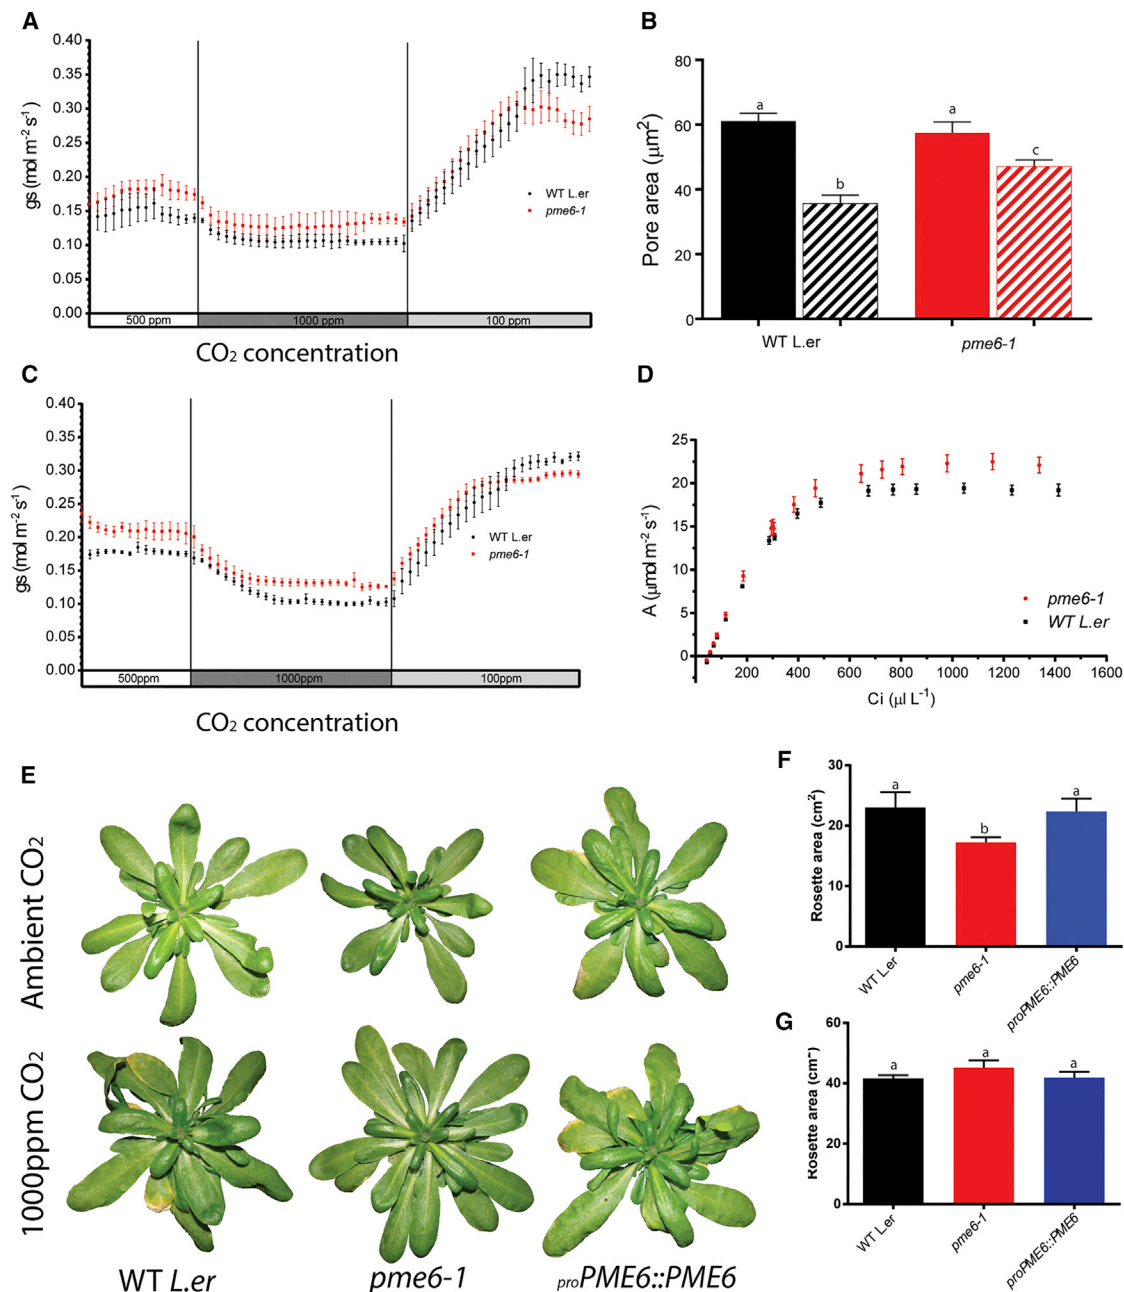 A
gs (mol m-2 s-1)
0.40
0.35
0.30
0.25
0.20
0.15
0.10
0.05
0.00
WT L.er
pme6-1
500 ppm
1000 ppm
100 ppm
CO2 concentration
B
Pore area (μm2)
80
60
40
20
0
a
b
a
c
WT L.er
pme6-1
C
gs (mol m-2 s-1)
0.40
0.35
0.30
0.25
0.20
0.15
0.10
0.05
0.00
WT L.er
pme6-1
500ppm
1000ppm
100ppm
CO2 concentration
D
A (μmol m-2 s-1)
25
20
15
10
5
0
pme6-1
WT L.er
200 400 600 800 1000 1200 1400 1600
Ci (μl L-1)
E
Ambient CO2
1000ppm CO2
WT L.er
pme6-1
proPME6::PME6
F
Rosette area (cm2)
30
20
10
0
a
b
a
WT L.er
pme6-1
proPME6::PME6
G
Rosette area (cm
60
40
20
0
a
a
a
WT L.er
pme6-1
proPME6::PME6